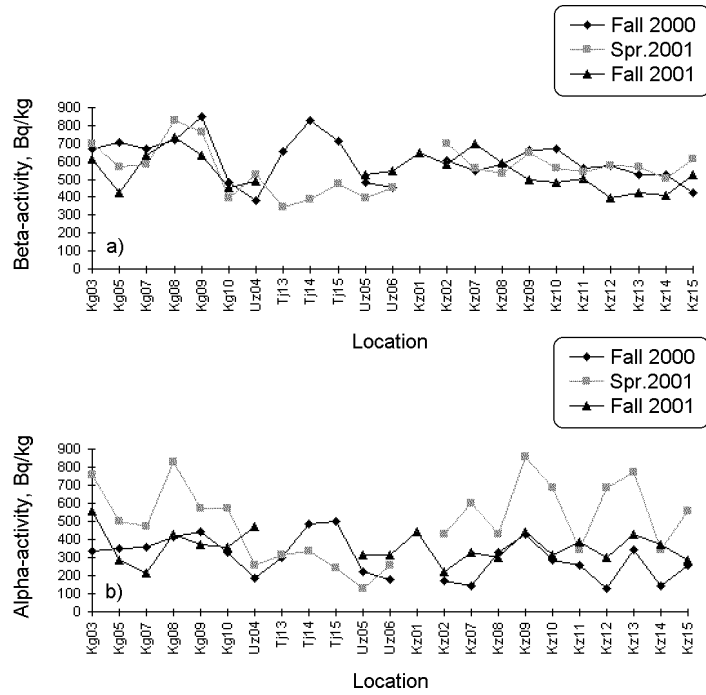 Fall 2000
Spr.2001
Fall 2001
Beta-activity, Bq/kg
900
800
700
600
500
400
300
200
100
0
a)
Kg03 Kg05 Kg07 Kg08 Kg09 Kg10 Uz04 Tj13 Tj14 Tj15 Uz05 Uz06 Kz01 Kz02 Kz07 Kz08 Kz09 Kz10 Kz11 Kz12 Kz13 Kz14 Kz15
Location
Fall 2000
Spr.2001
Fall 2001
Alpha-activity, Bq/kg
900
800
700
600
500
400
300
200
100
0
b)
Kg03 Kg05 Kg07 Kg08 Kg09 Kg10 Uz04 Tj13 Tj14 Tj15 Uz05 Uz06 Kz01 Kz02 Kz07 Kz08 Kz09 Kz10 Kz11 Kz12 Kz13 Kz14 Kz15
Location